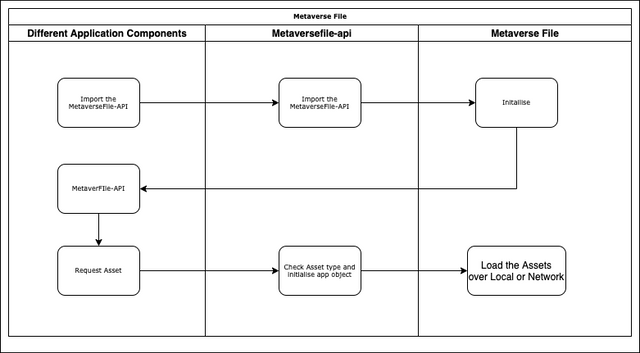 Metaverse File
Different Application Components
Metaversefile-api
Metaverse File
Import the
MetaverseFile-API
Import the
MetaverseFile-API
Initailise
MetaverFIle-API
Request Asset
Check Asset type and
initialise app object
Load the Assets
over Local or Network